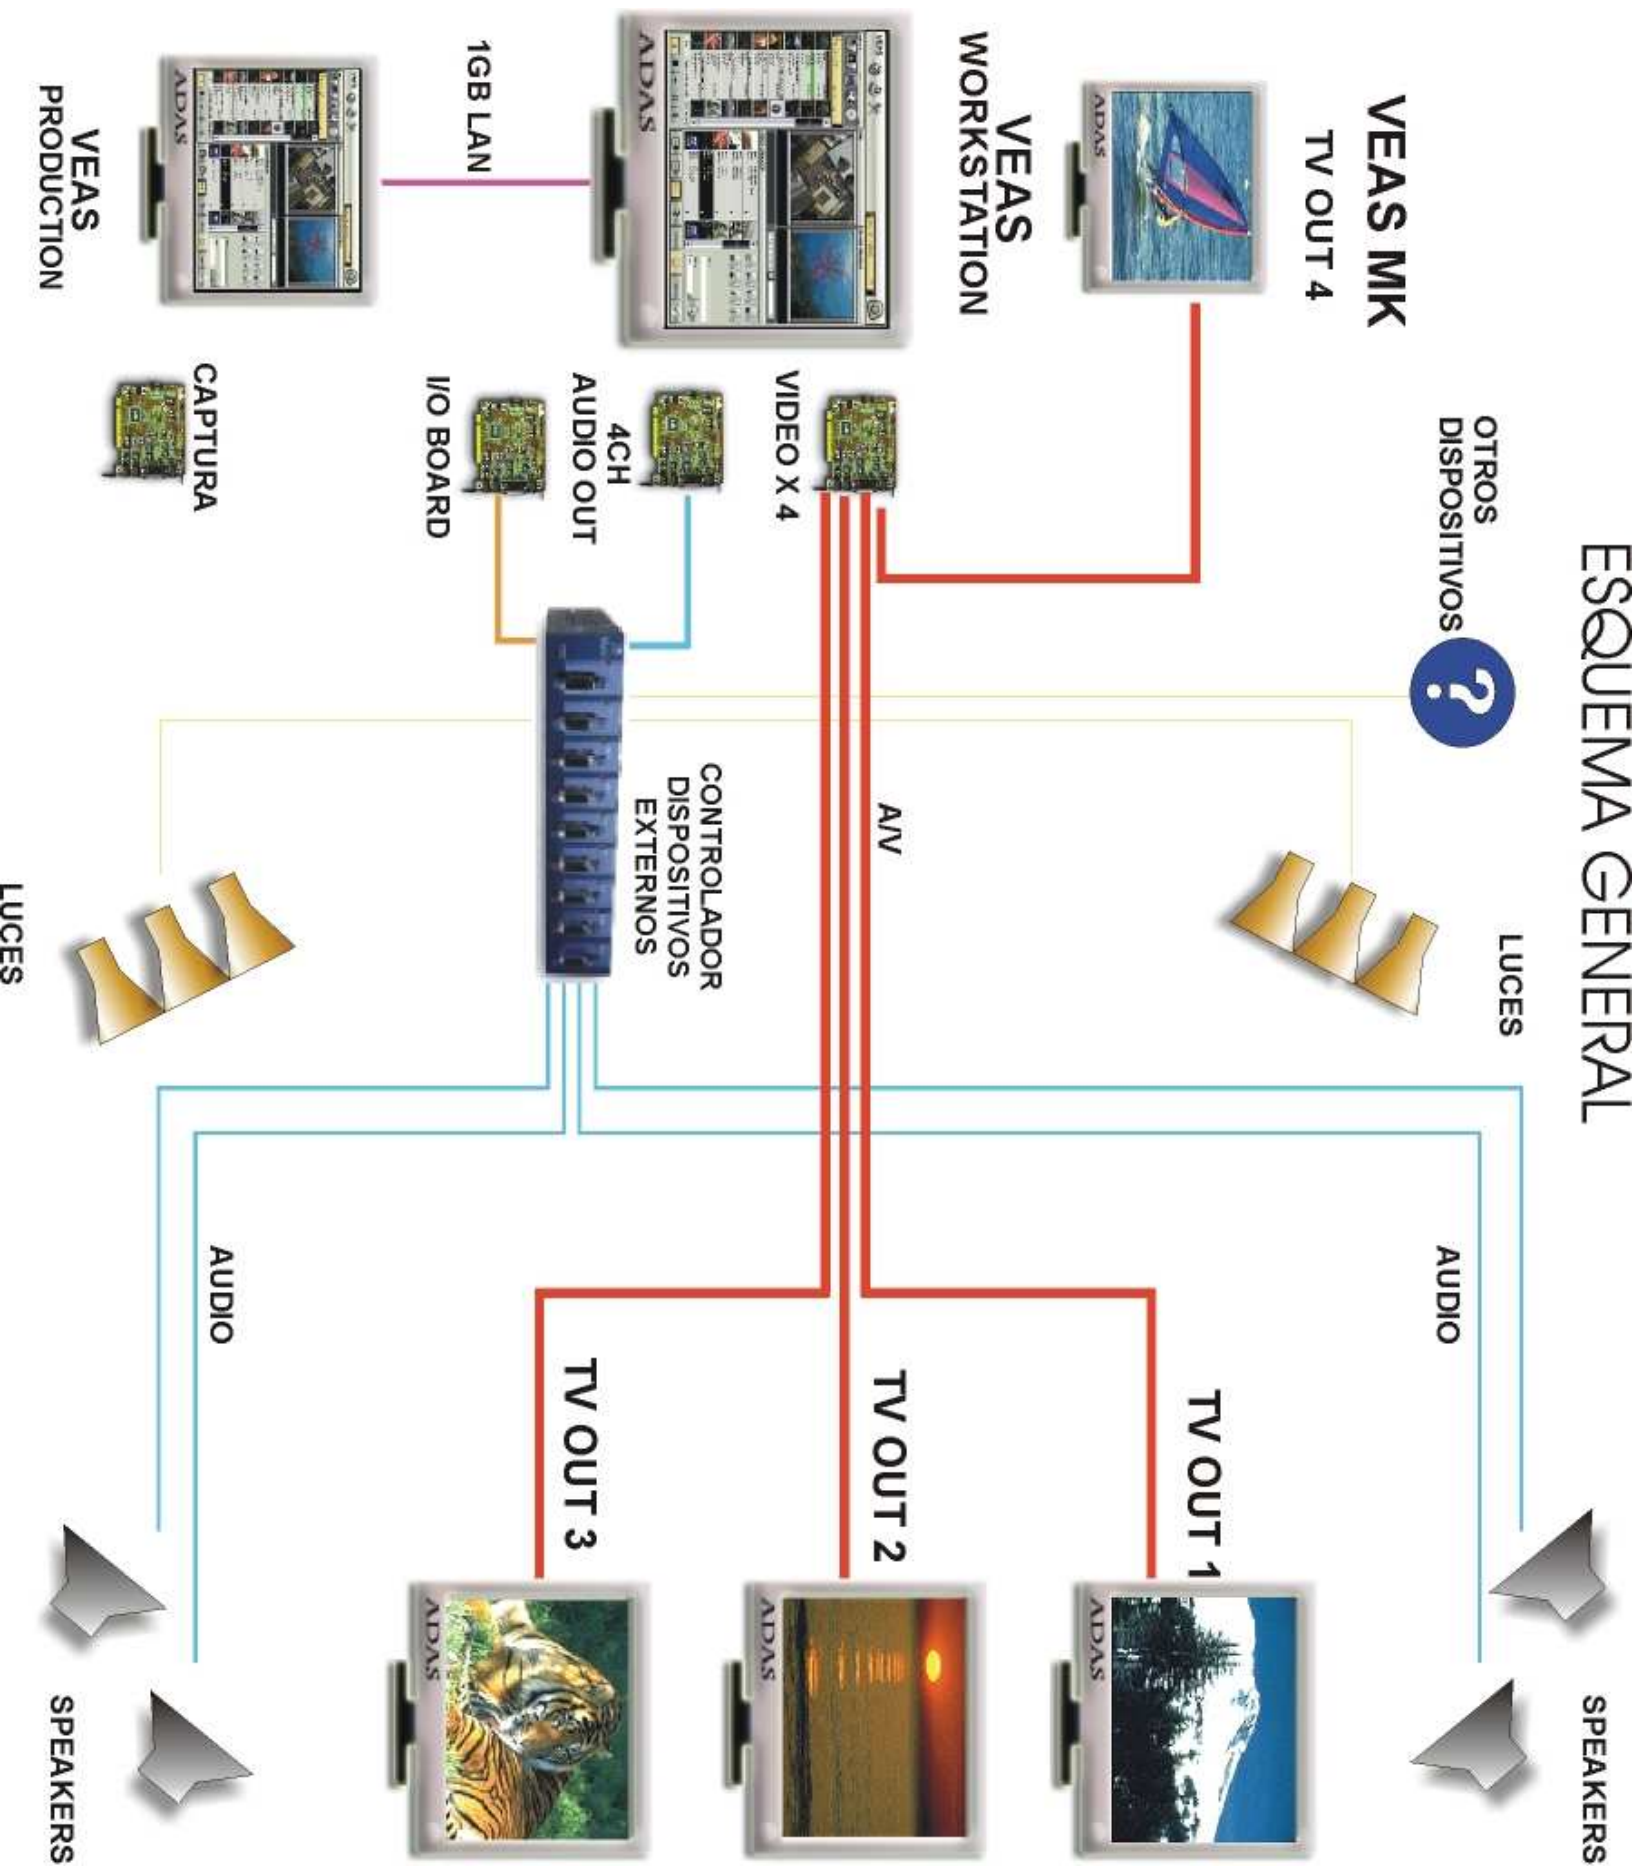 ESQUEMA GENERAL
VEAS MK
TV OUT 4
OTROS
DISPOSITIVOS
?
LUCES
AUDIO
SPEAKERS
ADAS
VEAS
WORKSTATION
ADAS
VIDEO X 4
A/V
TV OUT 1
ADAS
4CH
AUDIO OUT
CONTROLADOR
DISPOSITIVOS
EXTERNOS
TV OUT 2
ADAS
1GB LAN
I/O BOARD
TV OUT 3
ADAS
ADAS
VEAS
PRODUCTION
CAPTURA
LUCES
AUDIO
SPEAKERS